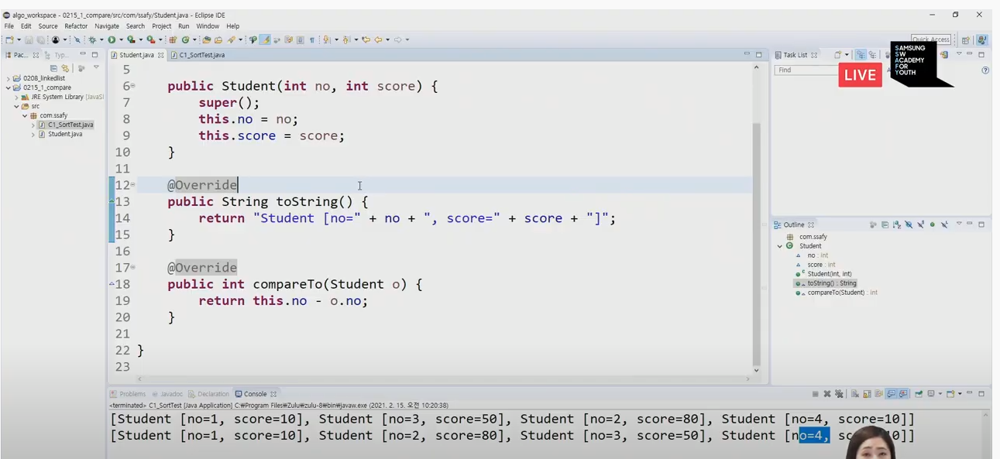 algo_workspace - 0215_1_compare/src/com/ssafy/Student.java - Eclipse IDE
File Edit Source Refactor Navigate Search Project Run Window Help
Quick Access
Pac... Typ...
Student.java C1_SortTest.java
Task List
SAMSUNG
SW
ACADEMY
FOR
YOUTH
LIVE
Find
0208_linkedlist
0215_1_compare
JRE System Library [JavaS
src
com.ssafy
C1_SortTest.java
Student.java
5
6 public Student(int no, int score) {
7 super();
8 this.no = no;
9 this.score = score;
10 }
11
12 @Override
13 public String toString() {
14 return "Student [no=" + no + ", score=" + score + "]";
15 }
16
17 @Override
18 public int compareTo(Student o) {
19 return this.no - o.no;
20 }
21
22 }
23
Outline
com.ssafy
Student
no : int
score : int
Student(int, int)
toString() : String
compareTo(Student) : int
Problems Javadoc Declaration Console
<terminated> C1_SortTest [Java Application] C:₩Program Files₩Zulu₩zulu-8₩bin₩javaw.exe (2021. 2. 15. 오전 10:20:38)
[Student [no=1, score=10], Student [no=3, score=50], Student [no=2, score=80], Student [no=4, score=10]]
[Student [no=1, score=10], Student [no=2, score=80], Student [no=3, score=50], Student [no=4, sc 10]]